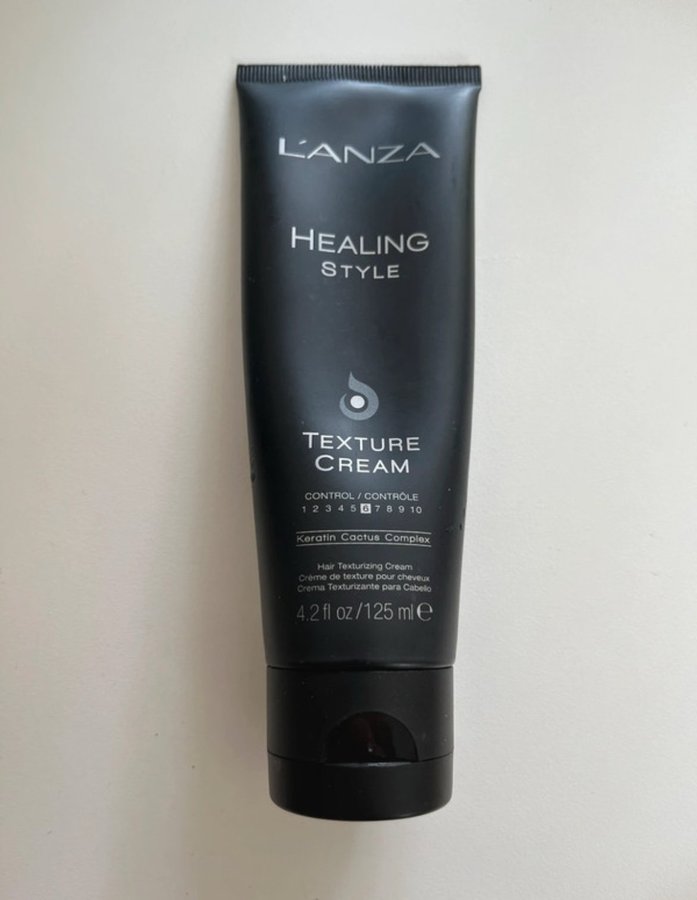 L'ANZA
HEALING
STYLE
TEXTURE
CREAM
CONTROL / CONTRÔLE
1 2 3 4 5 6 7 8 9 10
Keratin Cactus Complex
Hair Texturizing Cream
Crème de texture pour cheveux
Crema Texturizante para Cabello
4.2 fl oz/125 ml ℮